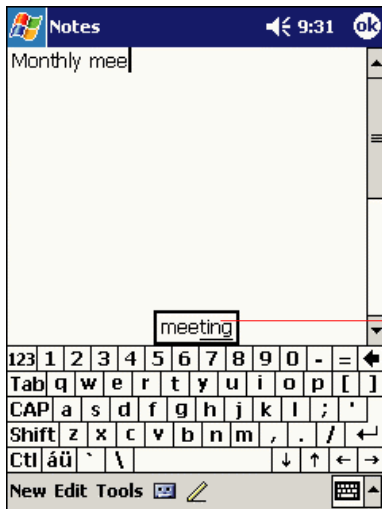 Notes 9:31 ok
Monthly mee
meeting
123 1 2 3 4 5 6 7 8 9 0 - = ←
Tab q w e r t y u i o p [ ]
CAP a s d f g h j k l ; '
Shift z x c v b n m , . / ↵
Ctl áü ` \ ↓ ↑ ← →
New Edit Tools